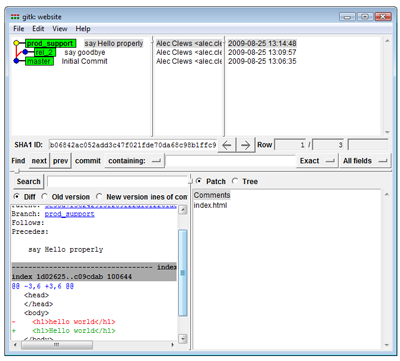 gitk: website
File Edit View Help
prod_support say Hello properly Alec Clews <alec.cle 2009-08-25 13:14:48
rel_2 say goodbye Alec Clews <alec.cle 2009-08-25 13:09:57
master Initial Commit Alec Clews <alec.cle 2009-08-25 13:06:35
SHA1 ID: Row 1 / 3
Find next prev commit containing: Exact All fields
Search
Patch Tree
Diff Old version New version lines of com
Comments
index.html
Branch: prod_support
Follows:
Precedes:
say Hello properly
---------------------------------- index
index 1d02625..c09cdab 100644
@@ -3,6 +3,6 @@
<head>
</head>
<body>
- <h1>hello world</h1>
+ <h1>Hello world</h1>
</body>